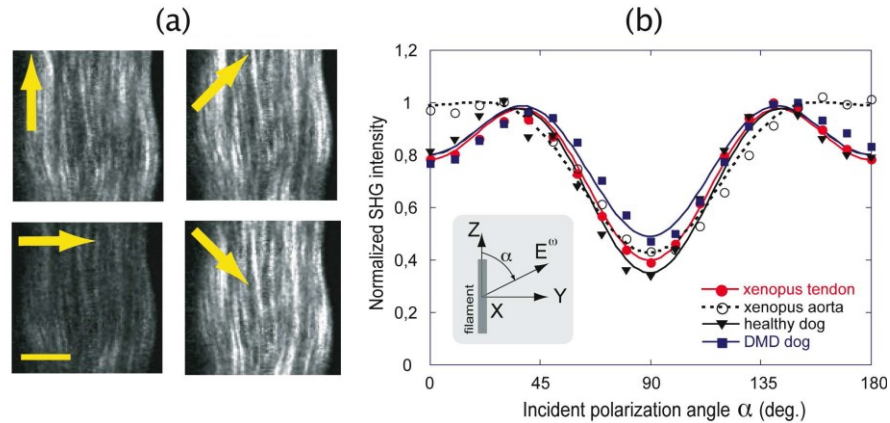 (a)
(b)
Normalized SHG intensity
1,2
1
0,8
0,6
0,4
0,2
0
0 45 90 135 180
Incident polarization angle α (deg.)
Z
α
E^ω
Y
X
filament
xenopus tendon
xenopus aorta
healthy dog
DMD dog